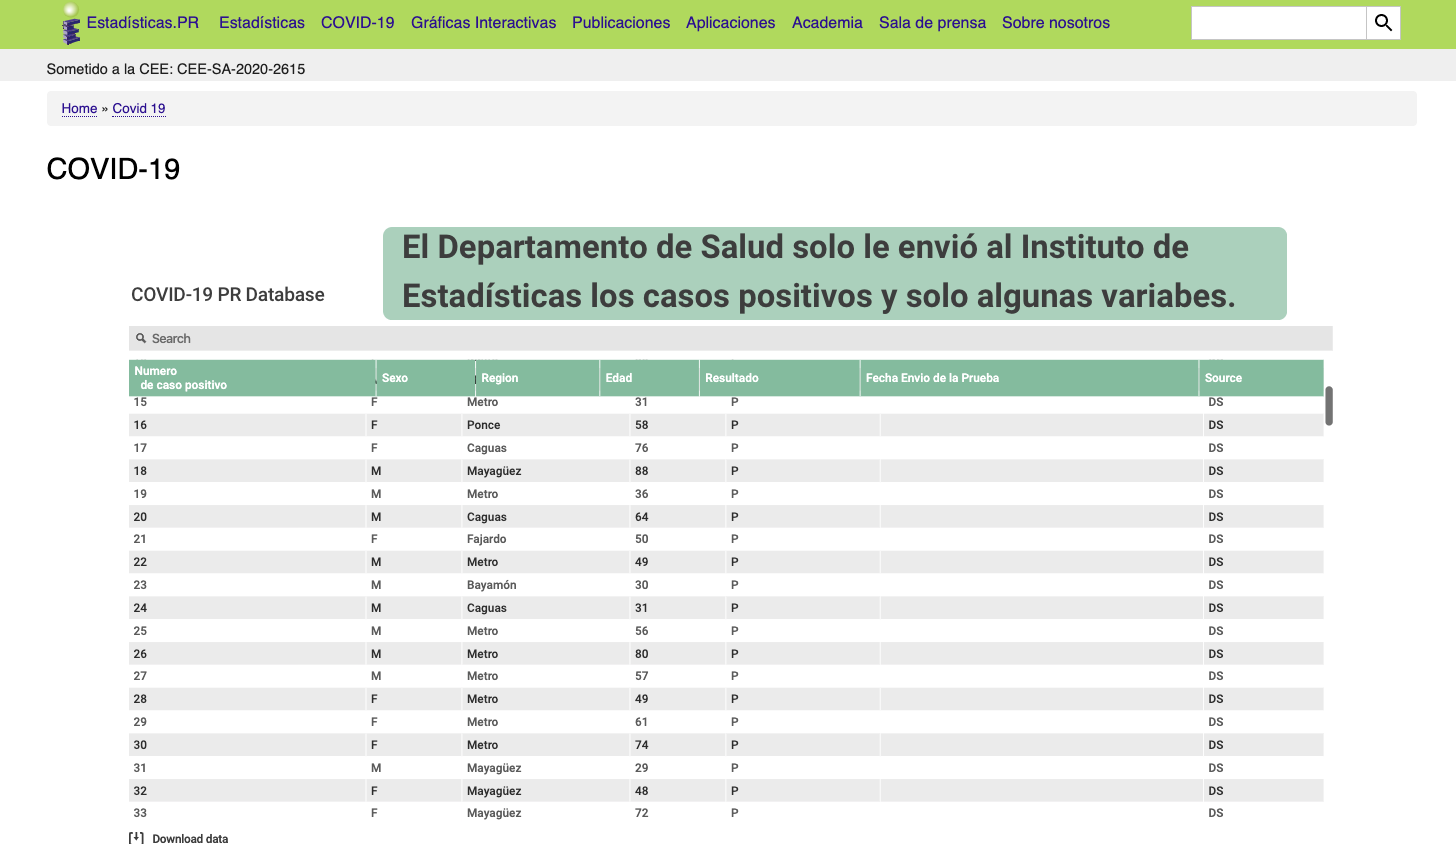 Estadísticas.PR Estadísticas COVID-19 Gráficas Interactivas Publicaciones Aplicaciones Academia Sala de prensa Sobre nosotros
Sometido a la CEE: CEE-SA-2020-2615
Home » Covid 19
COVID-19
El Departamento de Salud solo le envió al Instituto de
Estadísticas los casos positivos y solo algunas variabes.
COVID-19 PR Database
Search
Numero
de caso positivo Sexo Region Edad Resultado Fecha Envio de la Prueba Source
15 F Metro 31 P DS
16 F Ponce 58 P DS
17 F Caguas 76 P DS
18 M Mayagüez 88 P DS
19 M Metro 36 P DS
20 M Caguas 64 P DS
21 F Fajardo 50 P DS
22 M Metro 49 P DS
23 M Bayamón 30 P DS
24 M Caguas 31 P DS
25 M Metro 56 P DS
26 M Metro 80 P DS
27 M Metro 57 P DS
28 F Metro 49 P DS
29 F Metro 61 P DS
30 F Metro 74 P DS
31 M Mayagüez 29 P DS
32 F Mayagüez 48 P DS
33 F Mayagüez 72 P DS
Download data